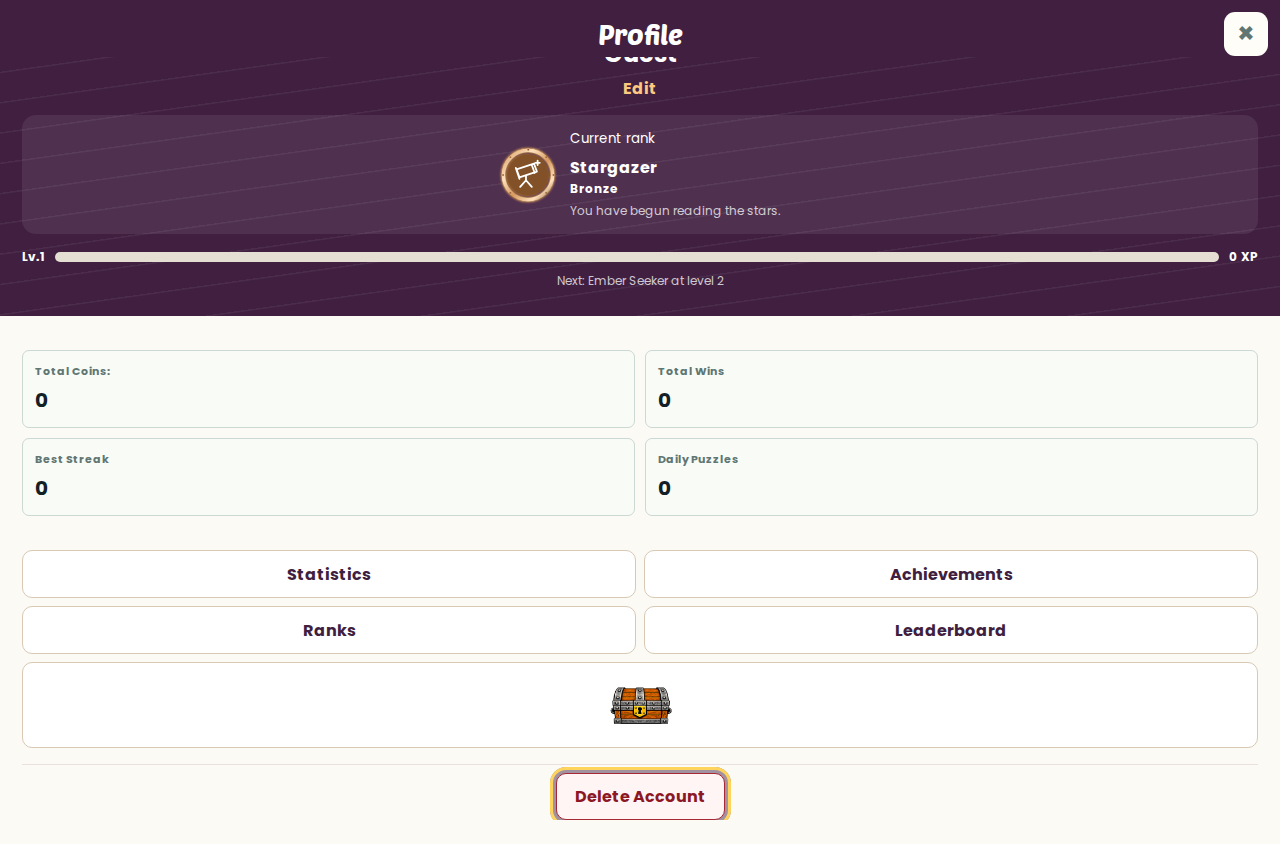 Profile
Edit
Current rank
Stargazer
Bronze
You have begun reading the stars.
Lv.1
0 XP
Next: Ember Seeker at level 2
Total Coins:
0
Total Wins
0
Best Streak
0
Daily Puzzles
0
Statistics
Achievements
Ranks
Leaderboard
Delete Account